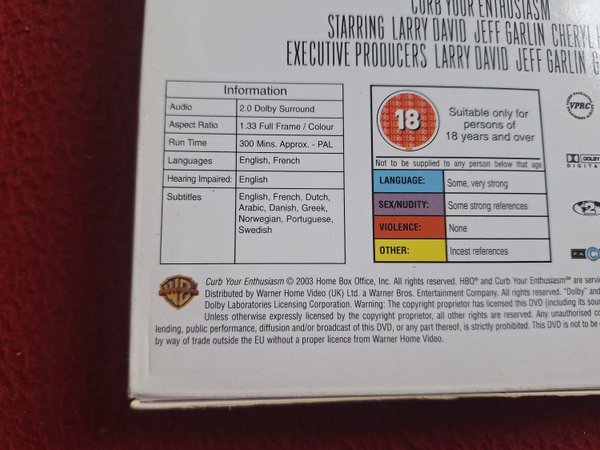 CURB YOUR ENTHUSIASM
STARRING LARRY DAVID JEFF GARLIN CHERYL
EXECUTIVE PRODUCERS LARRY DAVID JEFF GARLIN
Information
Audio 2.0 Dolby Surround
Aspect Ratio 1.33 Full Frame / Colour
Run Time 300 Mins. Approx. - PAL
Languages English, French
Hearing Impaired: English
Subtitles English, French, Dutch,
Arabic, Danish, Greek,
Norwegian, Portuguese,
Swedish
18
Suitable only for
persons of
18 years and over
Not to be supplied to any person below that age
LANGUAGE: Some, very strong
SEX/NUDITY: Some strong references
VIOLENCE: None
OTHER: Incest references
VPRC
DOLBY
DIGITAL
2
WB
Curb Your Enthusiasm © 2003 Home Box Office, Inc. All rights reserved. HBO® and Curb Your Enthusiasm℠ are
Distributed by Warner Home Video (UK) Ltd. a Warner Bros. Entertainment Company. All rights reserved. "Dolby" and
Dolby Laboratories Licensing Corporation. Warning: The copyright proprietor has licensed this DVD (including its
Unless otherwise expressly licensed by the copyright proprietor, all other rights are reserved. Any unauthorised
lending, public performance, diffusion and/or broadcast of this DVD, or any part thereof, is strictly prohibited. This DVD is not to be
by way of trade outside the EU without a proper licence from Warner Home Video.